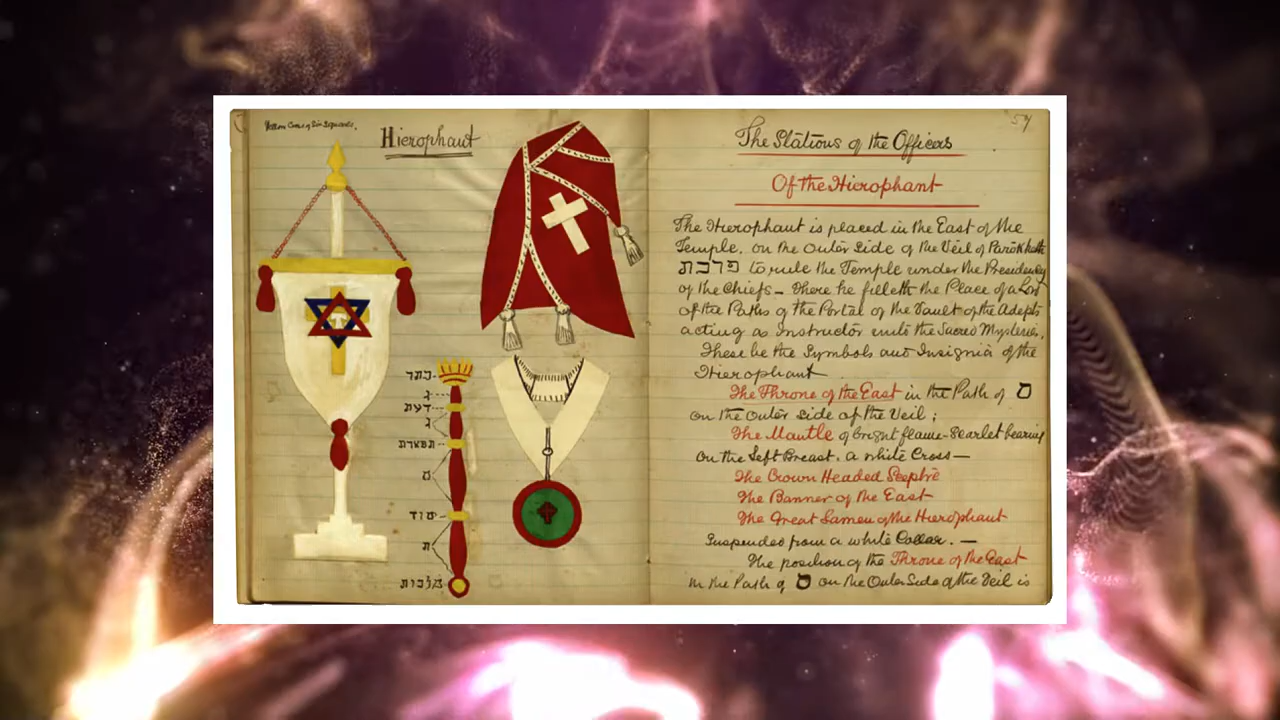 Hierophant
כתר
ג
דעת
ג
תפארת
ס
יסוד
ת
מלכות
57
The Stations of the Officers
Of the Hierophant
The Hierophant is placed in the East of the
Temple, on the Outer Side of the Veil of Parokheth
פרכת to rule the Temple under the Presidency
of the Chiefs – There he filleth the Place of a Lord
of the Paths of the Portal of the Vault of the Adepts
acting as Instructor unto the Sacred Mysteries.
These be the Symbols and Insignia of the
Hierophant
The Throne of the East in the Path of ס
on the Outer Side of the Veil;
The Mantle of bright flame-Scarlet bearing
on the Left Breast, a white Cross –
The Crown Headed Sceptre
The Banner of the East
The Great Lamen of the Hierophant
Suspended from a white Collar. –
The position of the Throne of the East
in the Path of ס on the Outer Side of the Veil is